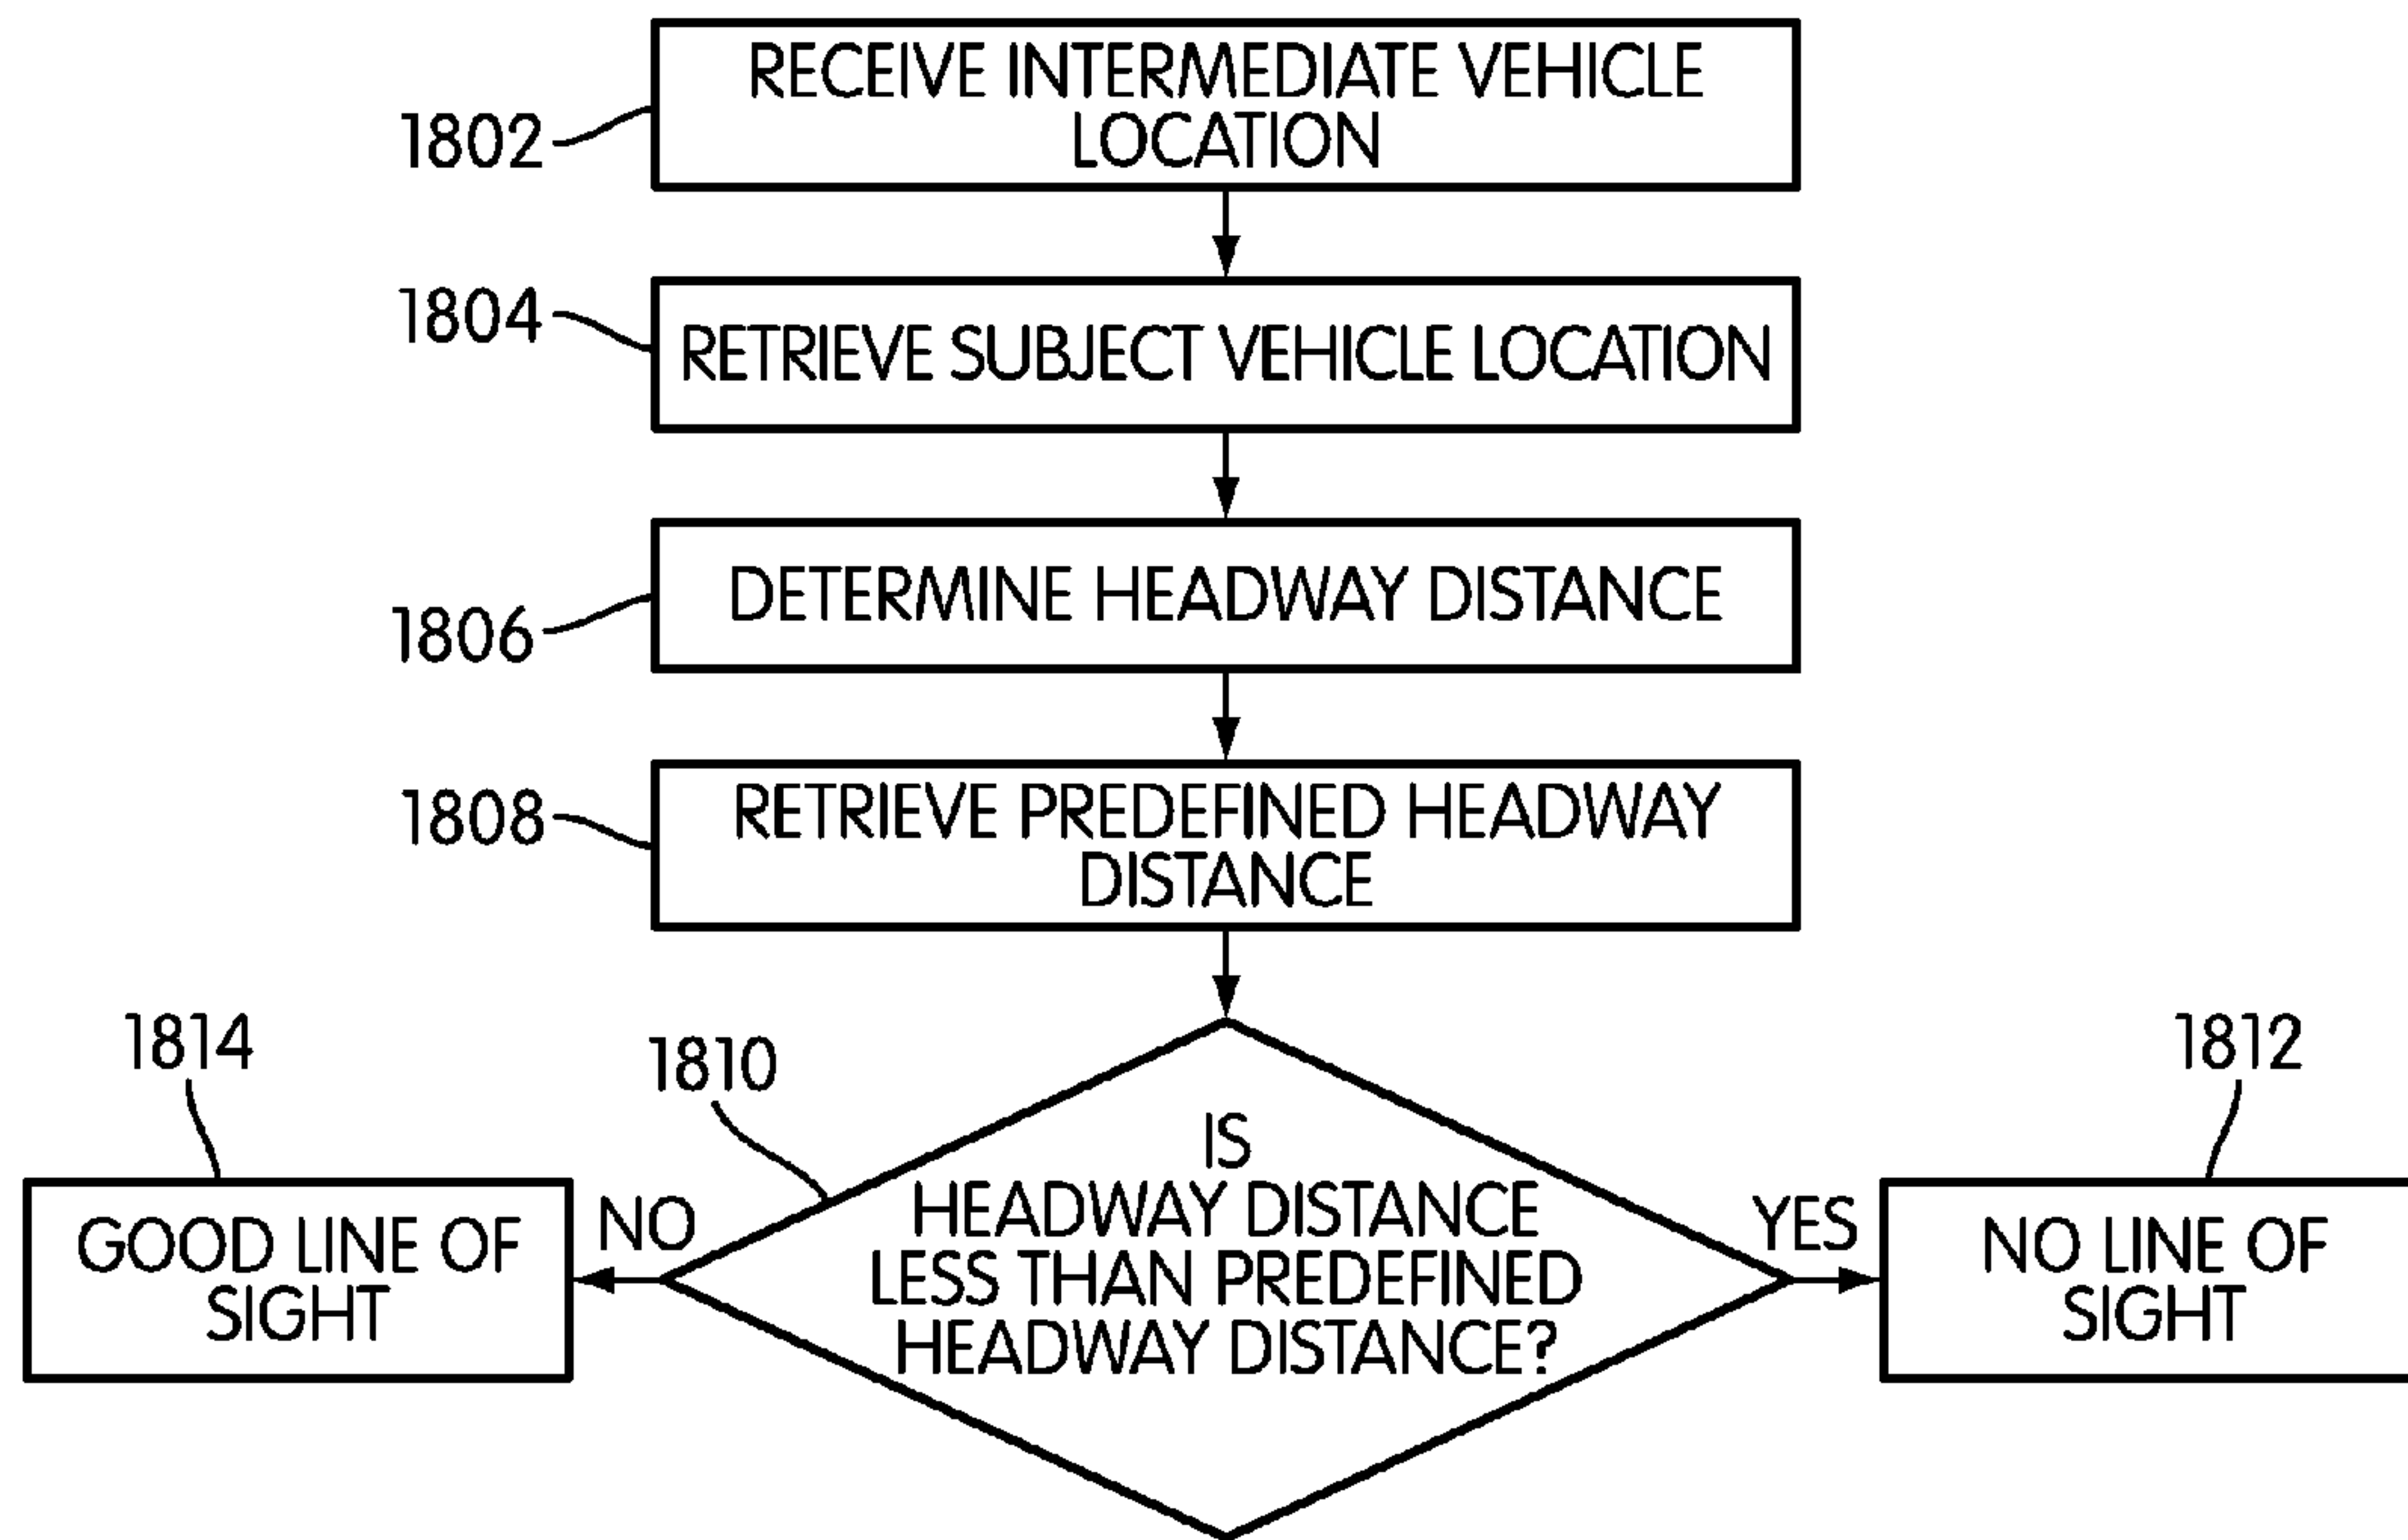 RECEIVE INTERMEDIATE VEHICLE
LOCATION
1802
1804
RETRIEVE SUBJECT VEHICLE LOCATION
DETERMINE HEADWAY DISTANCE
1806
RETRIEVE PREDEFINED HEADWAY
DISTANCE
1808
1814
1810
1812
IS
HEADWAY DISTANCE
LESS THAN PREDEFINED
HEADWAY DISTANCE?
NO
YES
GOOD LINE OF
SIGHT
NO LINE OF
SIGHT